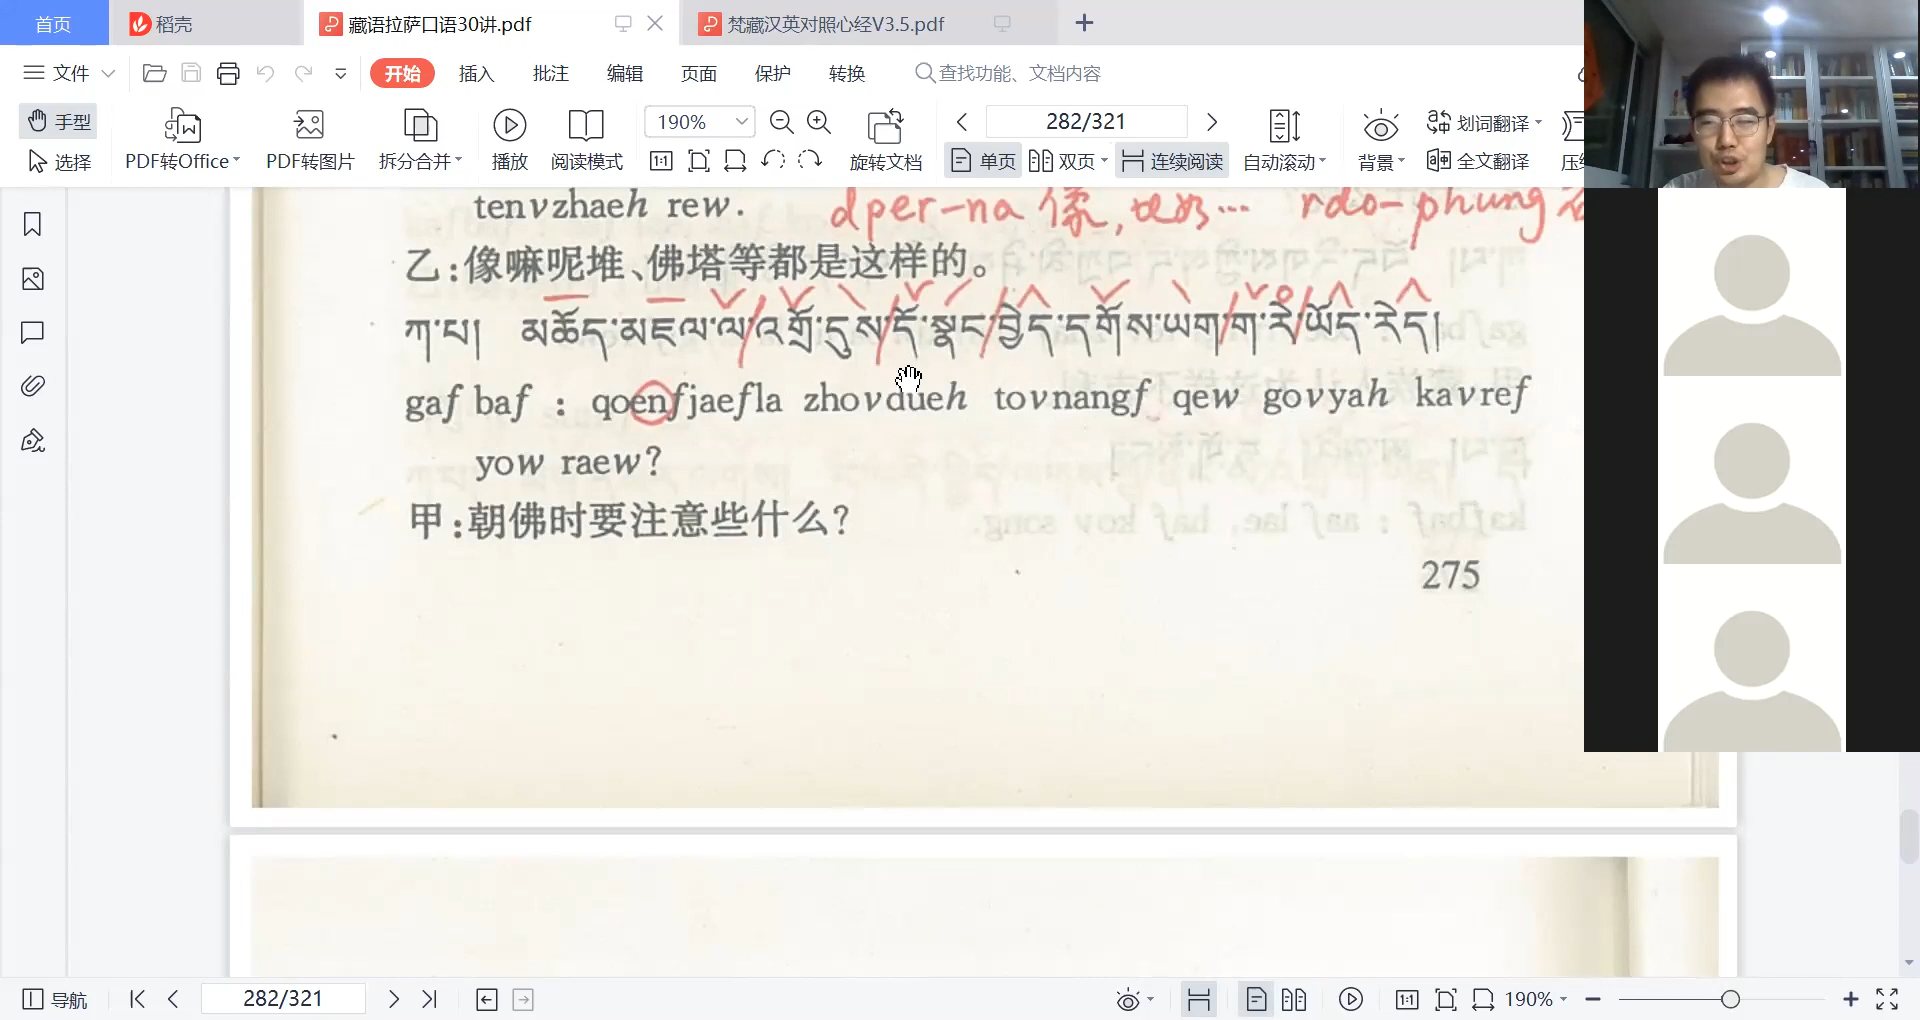 首页 稻壳 藏语拉萨口语30讲.pdf 梵藏汉英对照心经V3.5.pdf
文件 开始 插入 批注 编辑 页面 保护 转换 查找功能、文档内容
手型 190% 282/321 划词翻译
选择 PDF转Office PDF转图片 拆分合并 播放 阅读模式 旋转文档 单页 双页 连续阅读 自动滚动 背景 全文翻译
tenvzhaeh rew. dper-na 像,比如… rdo-phung
乙:像嘛呢堆、佛塔等都是这样的。
ཀ་པ། མཆོད་མཇལ་ལ་འགྲོ་དུས་དོ་སྣང་བྱེད་དགོས་ཡག་ག་རེ་ཡོད་རེད།
gaf baf : qoenfjaefla zhovdueh tovnangf qew govyah kavref
yow raew?
甲:朝佛时要注意些什么?
275
导航 282/321 190%